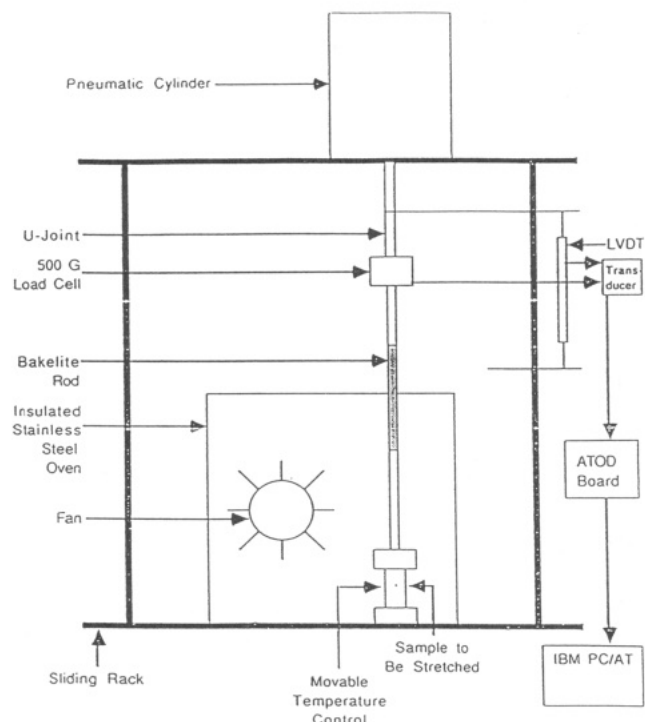 Pneumatic Cylinder
U-Joint
500 G
Load Cell
LVDT
Trans-
ducer
Bakelite
Rod
Insulated
Stainless
Steel
Oven
ATOD
Board
Fan
Sample to
Be Stretched
IBM PC/AT
Sliding Rack
Movable
Temperature
Control